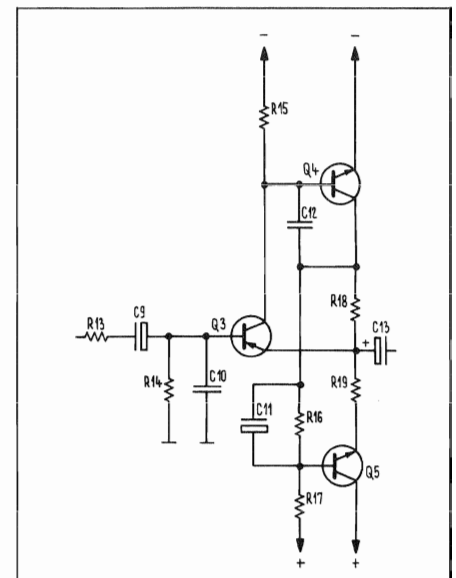 - -
R15
Q4
C12
R13 C9 Q3 R18 C13
+
R14 C10 C11 R16 R19
Q5
R17
+ +